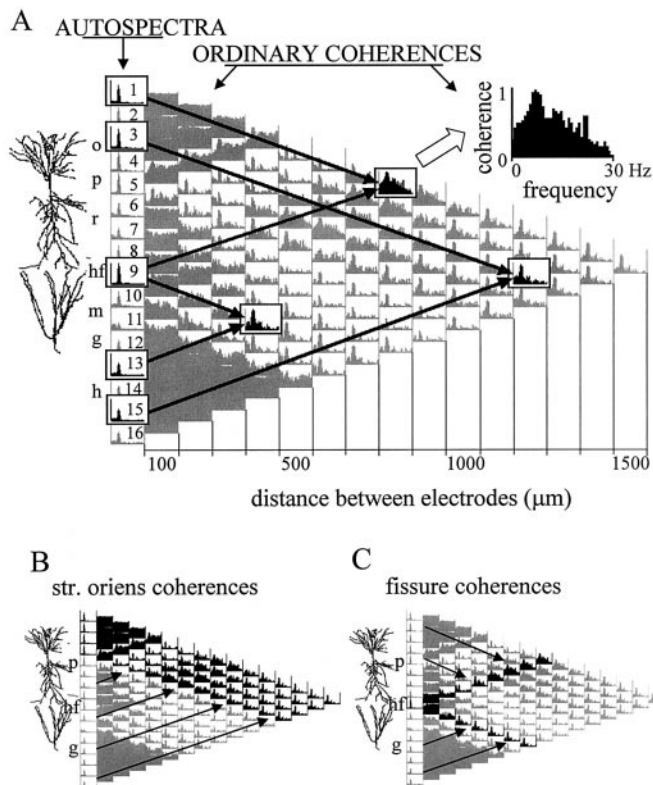 A
AUTOSPECTRA
ORDINARY COHERENCES
coherence
1
0
0
30 Hz
frequency
1
2
o
3
4
p
5
6
r
7
8
hf
9
10
m
11
g
12
13
h
14
15
16
100
500
1000
1500
distance between electrodes (μm)
B
str. oriens coherences
p
hf
g
C
fissure coherences
p
hf
g